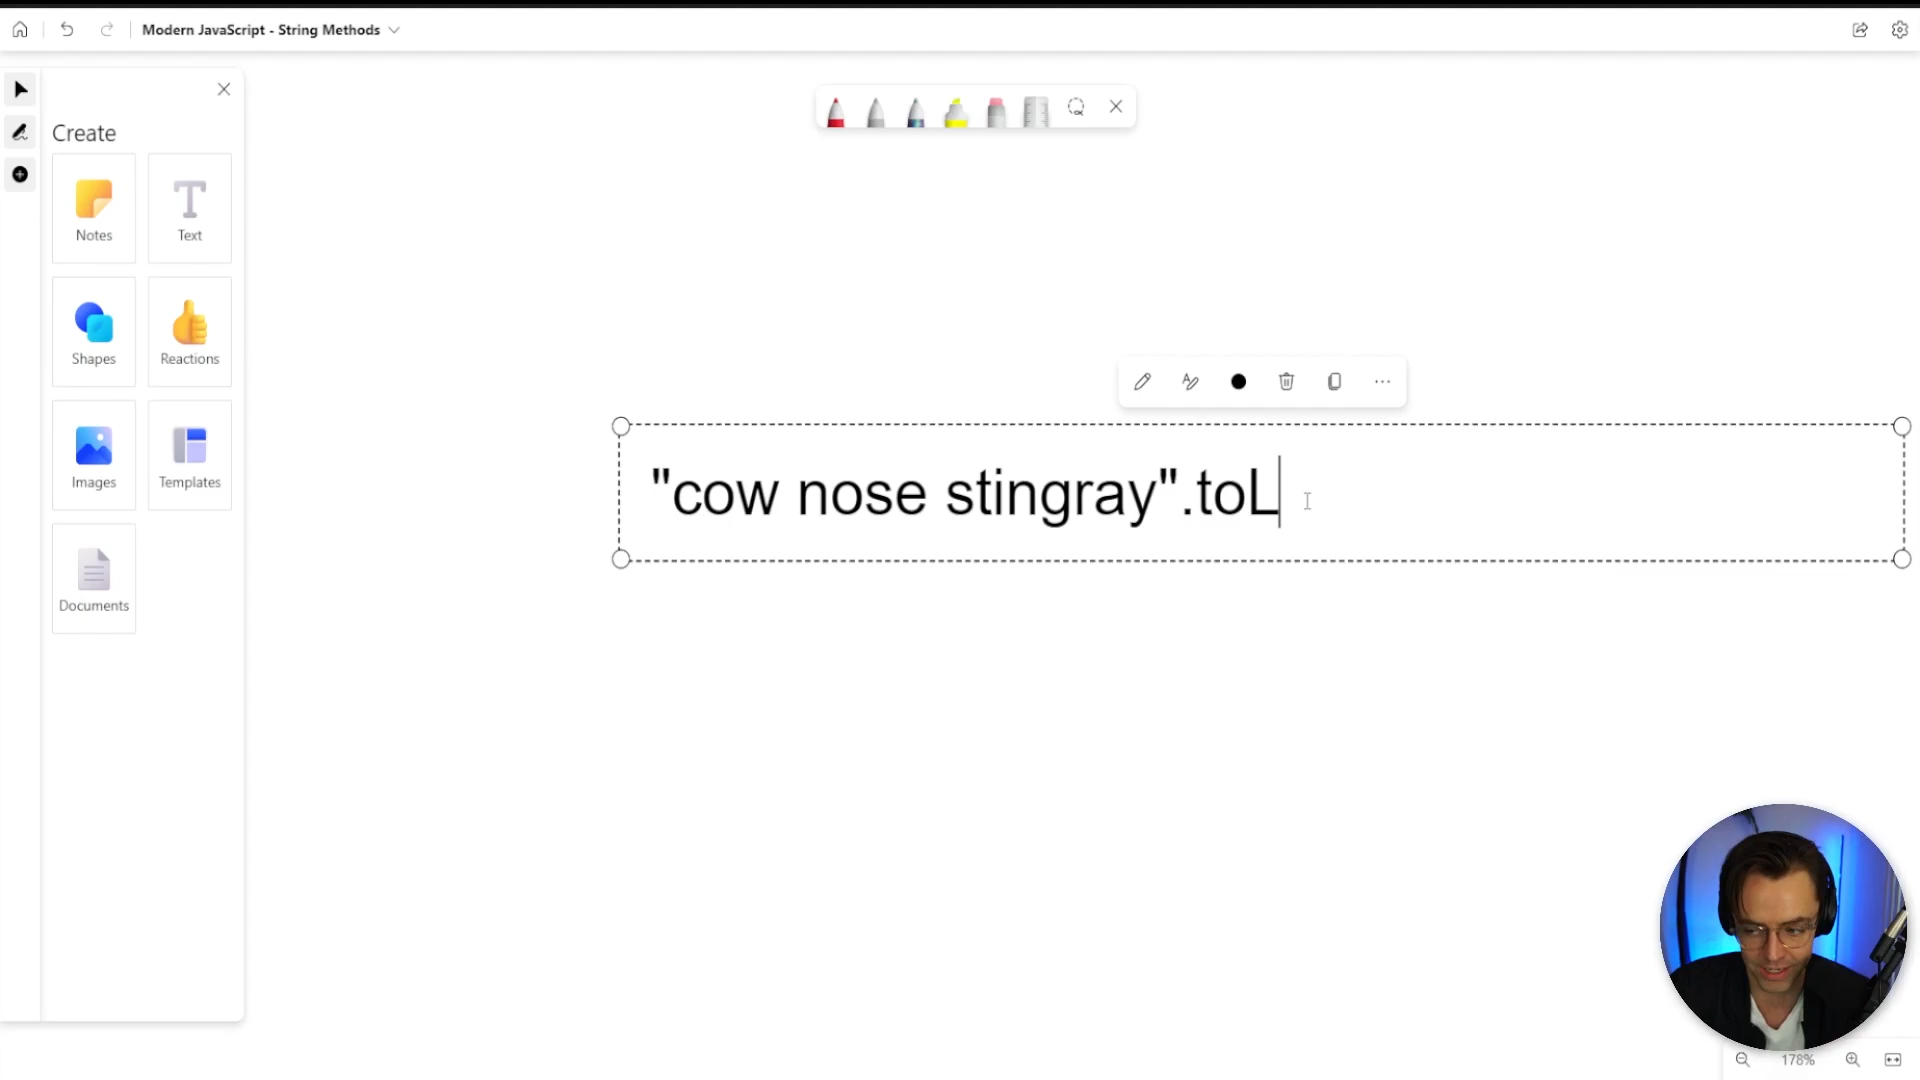 Modern JavaScript - String Methods
Create
Notes
Text
Shapes
Reactions
Images
Templates
Documents
"cow nose stingray".toL
178%